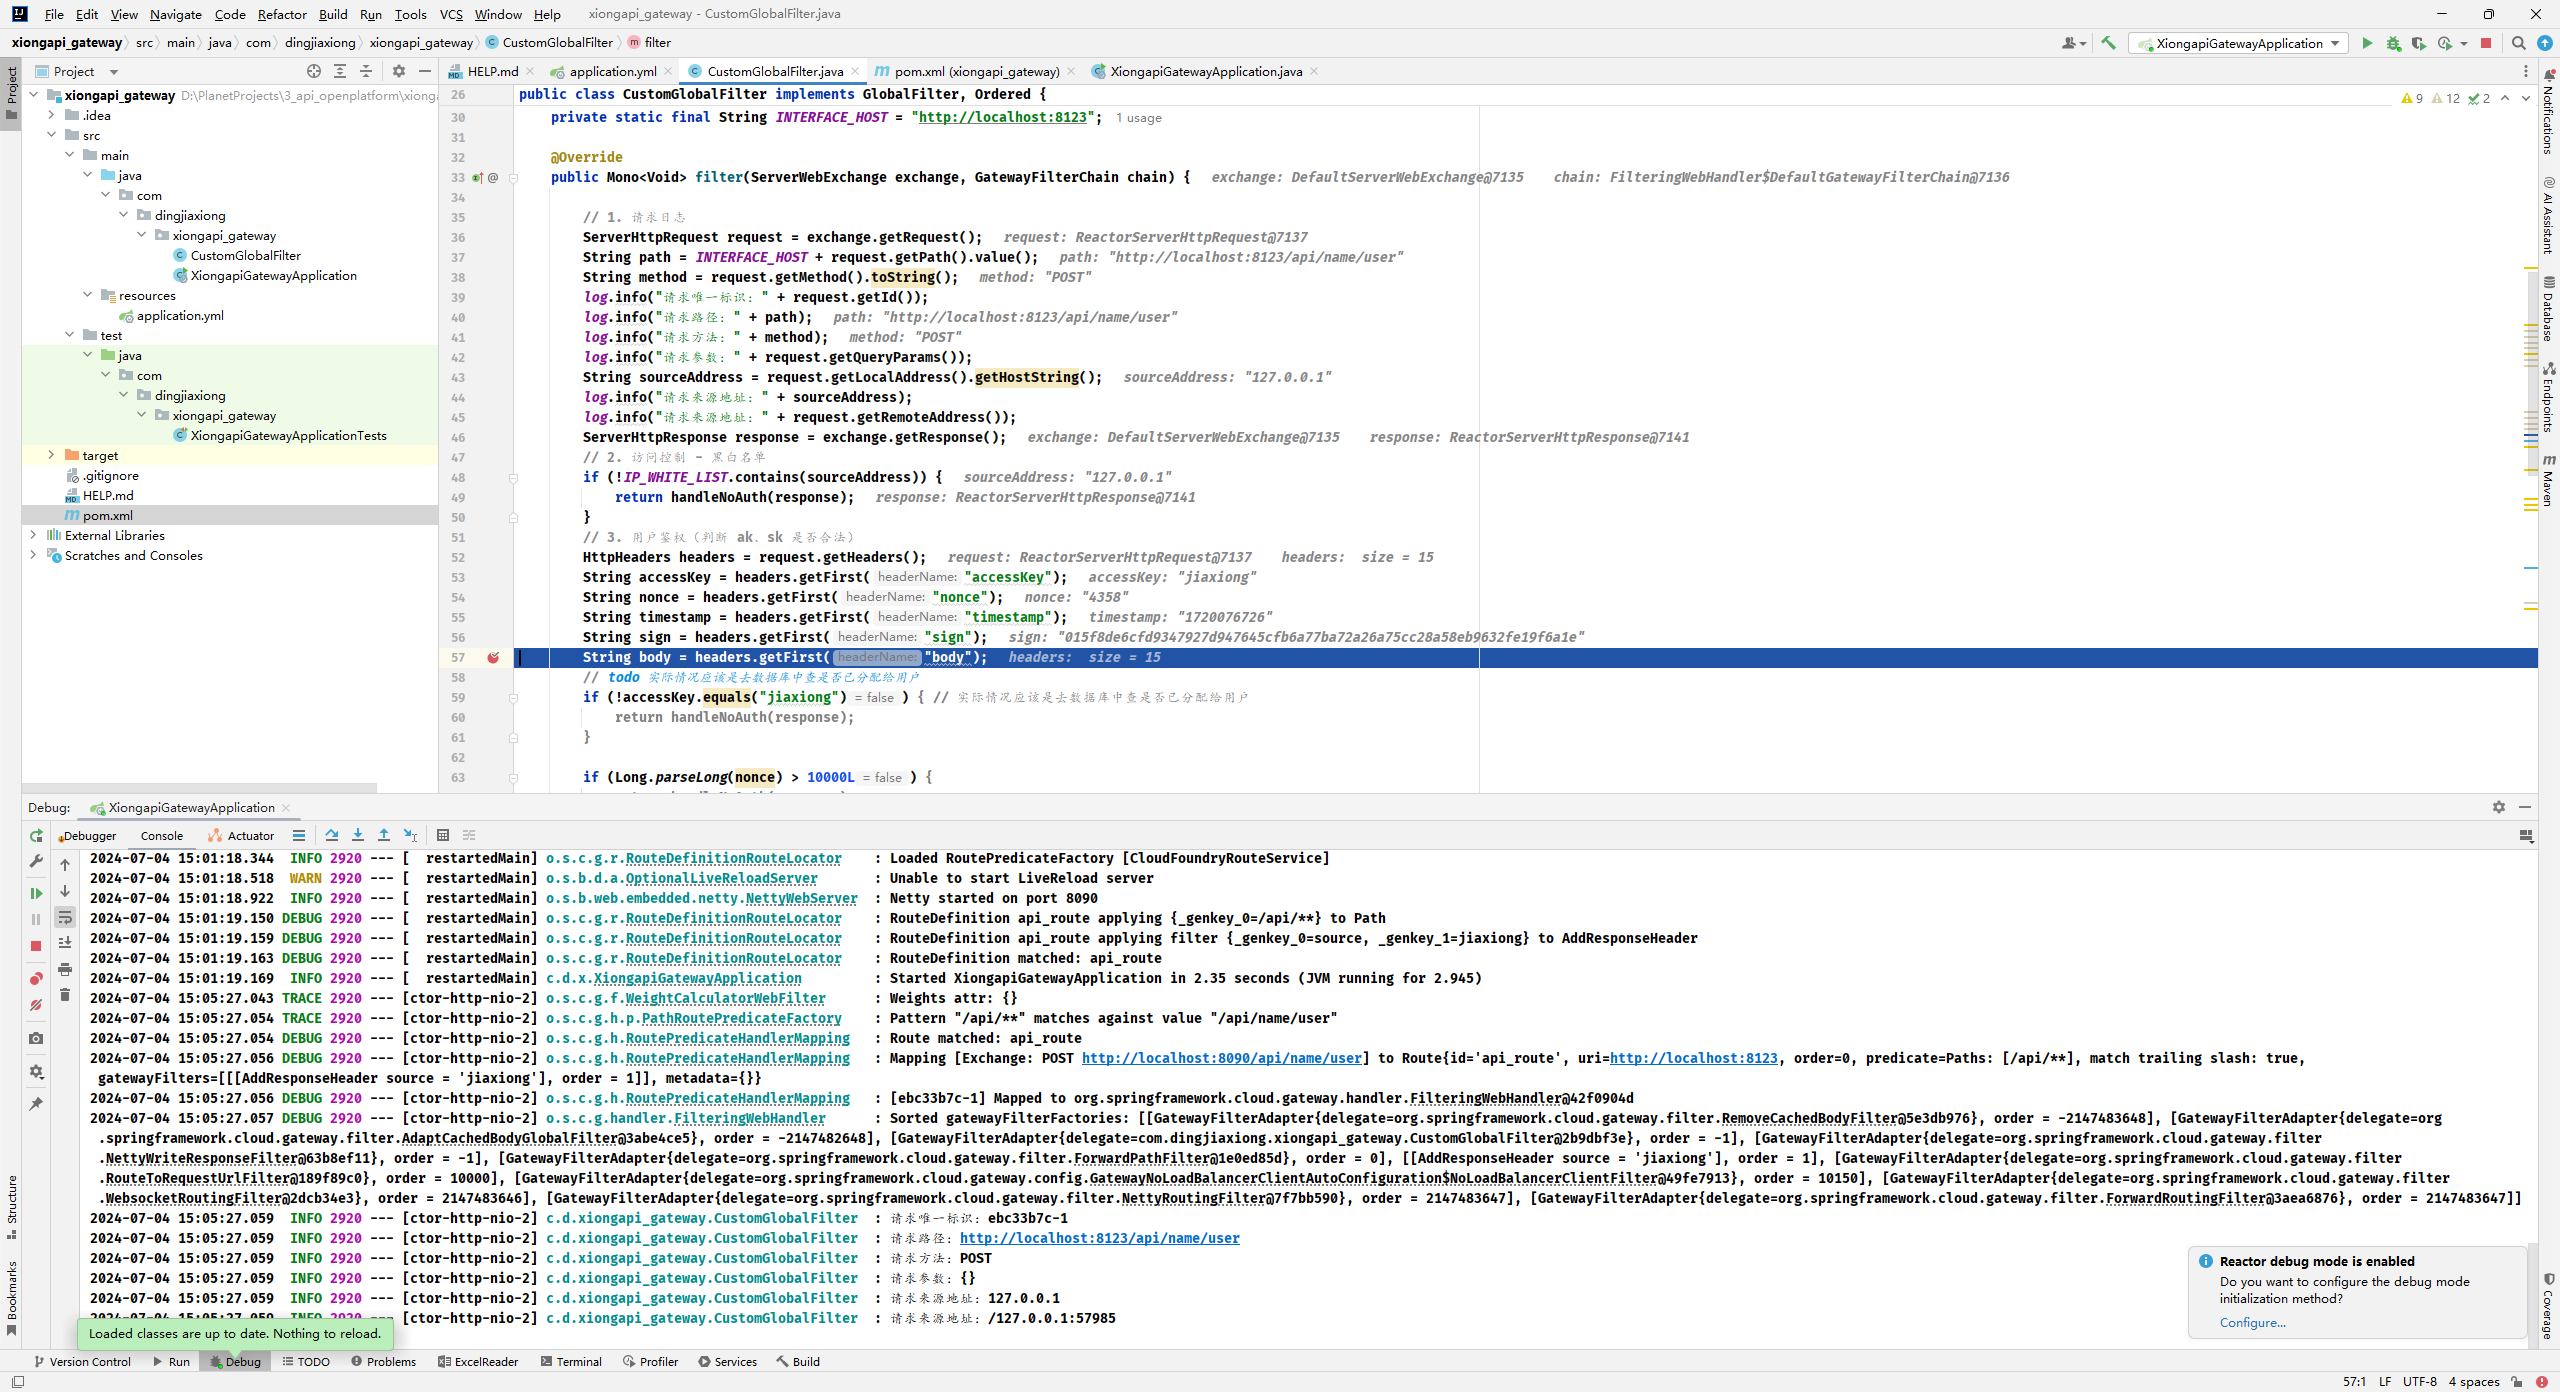 File Edit View Navigate Code Refactor Build Run Tools VCS Window Help xiongapi_gateway - CustomGlobalFilter.java
xiongapi_gateway src main java com dingjiaxiong xiongapi_gateway CustomGlobalFilter filter XiongapiGatewayApplication
Project
HELP.md application.yml CustomGlobalFilter.java pom.xml (xiongapi_gateway) XiongapiGatewayApplication.java
Project
xiongapi_gateway D:\PlanetProjects\3_api_openplatform\xionga
.idea
src
main
java
com
dingjiaxiong
xiongapi_gateway
CustomGlobalFilter
XiongapiGatewayApplication
resources
application.yml
test
java
com
dingjiaxiong
xiongapi_gateway
XiongapiGatewayApplicationTests
target
.gitignore
HELP.md
pom.xml
External Libraries
Scratches and Consoles
9 12 2
26 public class CustomGlobalFilter implements GlobalFilter, Ordered {
30 private static final String INTERFACE_HOST = "http://localhost:8123"; 1 usage
31
32 @Override
33 public Mono<Void> filter(ServerWebExchange exchange, GatewayFilterChain chain) { exchange: DefaultServerWebExchange@7135 chain: FilteringWebHandler$DefaultGatewayFilterChain@7136
34
35 // 1. 请求日志
36 ServerHttpRequest request = exchange.getRequest(); request: ReactorServerHttpRequest@7137
37 String path = INTERFACE_HOST + request.getPath().value(); path: "http://localhost:8123/api/name/user"
38 String method = request.getMethod().toString(); method: "POST"
39 log.info("请求唯一标识: " + request.getId());
40 log.info("请求路径: " + path); path: "http://localhost:8123/api/name/user"
41 log.info("请求方法: " + method); method: "POST"
42 log.info("请求参数: " + request.getQueryParams());
43 String sourceAddress = request.getLocalAddress().getHostString(); sourceAddress: "127.0.0.1"
44 log.info("请求来源地址: " + sourceAddress);
45 log.info("请求来源地址: " + request.getRemoteAddress());
46 ServerHttpResponse response = exchange.getResponse(); exchange: DefaultServerWebExchange@7135 response: ReactorServerHttpResponse@7141
47 // 2. 访问控制 - 黑白名单
48 if (!IP_WHITE_LIST.contains(sourceAddress)) { sourceAddress: "127.0.0.1"
49 return handleNoAuth(response); response: ReactorServerHttpResponse@7141
50 }
51 // 3. 用户鉴权（判断 ak、sk 是否合法）
52 HttpHeaders headers = request.getHeaders(); request: ReactorServerHttpRequest@7137 headers: size = 15
53 String accessKey = headers.getFirst( headerName: "accessKey"); accessKey: "jiaxiong"
54 String nonce = headers.getFirst( headerName: "nonce"); nonce: "4358"
55 String timestamp = headers.getFirst( headerName: "timestamp"); timestamp: "1720076726"
56 String sign = headers.getFirst( headerName: "sign"); sign: "015f8de6cfd9347927d947645cfb6a77ba72a26a75cc28a58eb9632fe19f6a1e"
57 String body = headers.getFirst( headerName: "body"); headers: size = 15
58 // todo 实际情况应该是去数据库中查是否已分配给用户
59 if (!accessKey.equals("jiaxiong") = false ) { // 实际情况应该是去数据库中查是否已分配给用户
60 return handleNoAuth(response);
61 }
62
63 if (Long.parseLong(nonce) > 10000L = false ) {
Notifications
AI Assistant
Database
Endpoints
Maven
Coverage
Structure
Bookmarks
Debug: XiongapiGatewayApplication
Debugger Console Actuator
2024-07-04 15:01:18.344 INFO 2920 --- [ restartedMain] o.s.c.g.r.RouteDefinitionRouteLocator : Loaded RoutePredicateFactory [CloudFoundryRouteService]
2024-07-04 15:01:18.518 WARN 2920 --- [ restartedMain] o.s.b.d.a.OptionalLiveReloadServer : Unable to start LiveReload server
2024-07-04 15:01:18.922 INFO 2920 --- [ restartedMain] o.s.b.web.embedded.netty.NettyWebServer : Netty started on port 8090
2024-07-04 15:01:19.150 DEBUG 2920 --- [ restartedMain] o.s.c.g.r.RouteDefinitionRouteLocator : RouteDefinition api_route applying {_genkey_0=/api/**} to Path
2024-07-04 15:01:19.159 DEBUG 2920 --- [ restartedMain] o.s.c.g.r.RouteDefinitionRouteLocator : RouteDefinition api_route applying filter {_genkey_0=source, _genkey_1=jiaxiong} to AddResponseHeader
2024-07-04 15:01:19.163 DEBUG 2920 --- [ restartedMain] o.s.c.g.r.RouteDefinitionRouteLocator : RouteDefinition matched: api_route
2024-07-04 15:01:19.169 INFO 2920 --- [ restartedMain] c.d.x.XiongapiGatewayApplication : Started XiongapiGatewayApplication in 2.35 seconds (JVM running for 2.945)
2024-07-04 15:05:27.043 TRACE 2920 --- [ctor-http-nio-2] o.s.c.g.f.WeightCalculatorWebFilter : Weights attr: {}
2024-07-04 15:05:27.054 TRACE 2920 --- [ctor-http-nio-2] o.s.c.g.h.p.PathRoutePredicateFactory : Pattern "/api/**" matches against value "/api/name/user"
2024-07-04 15:05:27.054 DEBUG 2920 --- [ctor-http-nio-2] o.s.c.g.h.RoutePredicateHandlerMapping : Route matched: api_route
2024-07-04 15:05:27.056 DEBUG 2920 --- [ctor-http-nio-2] o.s.c.g.h.RoutePredicateHandlerMapping : Mapping [Exchange: POST http://localhost:8090/api/name/user] to Route{id='api_route', uri=http://localhost:8123, order=0, predicate=Paths: [/api/**], match trailing slash: true,
gatewayFilters=[[[AddResponseHeader source = 'jiaxiong'], order = 1]], metadata={}}
2024-07-04 15:05:27.056 DEBUG 2920 --- [ctor-http-nio-2] o.s.c.g.h.RoutePredicateHandlerMapping : [ebc33b7c-1] Mapped to org.springframework.cloud.gateway.handler.FilteringWebHandler@42f0904d
2024-07-04 15:05:27.057 DEBUG 2920 --- [ctor-http-nio-2] o.s.c.g.handler.FilteringWebHandler : Sorted gatewayFilterFactories: [[GatewayFilterAdapter{delegate=org.springframework.cloud.gateway.filter.RemoveCachedBodyFilter@5e3db976}, order = -2147483648], [GatewayFilterAdapter{delegate=org
.springframework.cloud.gateway.filter.AdaptCachedBodyGlobalFilter@3abe4ce5}, order = -2147482648], [GatewayFilterAdapter{delegate=com.dingjiaxiong.xiongapi_gateway.CustomGlobalFilter@2b9dbf3e}, order = -1], [GatewayFilterAdapter{delegate=org.springframework.cloud.gateway.filter
.NettyWriteResponseFilter@63b8ef11}, order = -1], [GatewayFilterAdapter{delegate=org.springframework.cloud.gateway.filter.ForwardPathFilter@1e0ed85d}, order = 0], [[AddResponseHeader source = 'jiaxiong'], order = 1], [GatewayFilterAdapter{delegate=org.springframework.cloud.gateway.filter
.RouteToRequestUrlFilter@189f89c0}, order = 10000], [GatewayFilterAdapter{delegate=org.springframework.cloud.gateway.config.GatewayNoLoadBalancerClientAutoConfiguration$NoLoadBalancerClientFilter@49fe7913}, order = 10150], [GatewayFilterAdapter{delegate=org.springframework.cloud.gateway.filter
.WebsocketRoutingFilter@2dcb34e3}, order = 2147483646], [GatewayFilterAdapter{delegate=org.springframework.cloud.gateway.filter.NettyRoutingFilter@7f7bb590}, order = 2147483647], [GatewayFilterAdapter{delegate=org.springframework.cloud.gateway.filter.ForwardRoutingFilter@3aea6876}, order = 2147483647]]
2024-07-04 15:05:27.059 INFO 2920 --- [ctor-http-nio-2] c.d.xiongapi_gateway.CustomGlobalFilter : 请求唯一标识: ebc33b7c-1
2024-07-04 15:05:27.059 INFO 2920 --- [ctor-http-nio-2] c.d.xiongapi_gateway.CustomGlobalFilter : 请求路径: http://localhost:8123/api/name/user
2024-07-04 15:05:27.059 INFO 2920 --- [ctor-http-nio-2] c.d.xiongapi_gateway.CustomGlobalFilter : 请求方法: POST
2024-07-04 15:05:27.059 INFO 2920 --- [ctor-http-nio-2] c.d.xiongapi_gateway.CustomGlobalFilter : 请求参数: {}
2024-07-04 15:05:27.059 INFO 2920 --- [ctor-http-nio-2] c.d.xiongapi_gateway.CustomGlobalFilter : 请求来源地址: 127.0.0.1
[ctor-http-nio-2] c.d.xiongapi_gateway.CustomGlobalFilter : 请求来源地址: /127.0.0.1:57985
Reactor debug mode is enabled
Do you want to configure the debug mode
initialization method?
Configure...
Loaded classes are up to date. Nothing to reload.
Version Control Run Debug TODO Problems ExcelReader Terminal Profiler Services Build
57:1 LF UTF-8 4 spaces